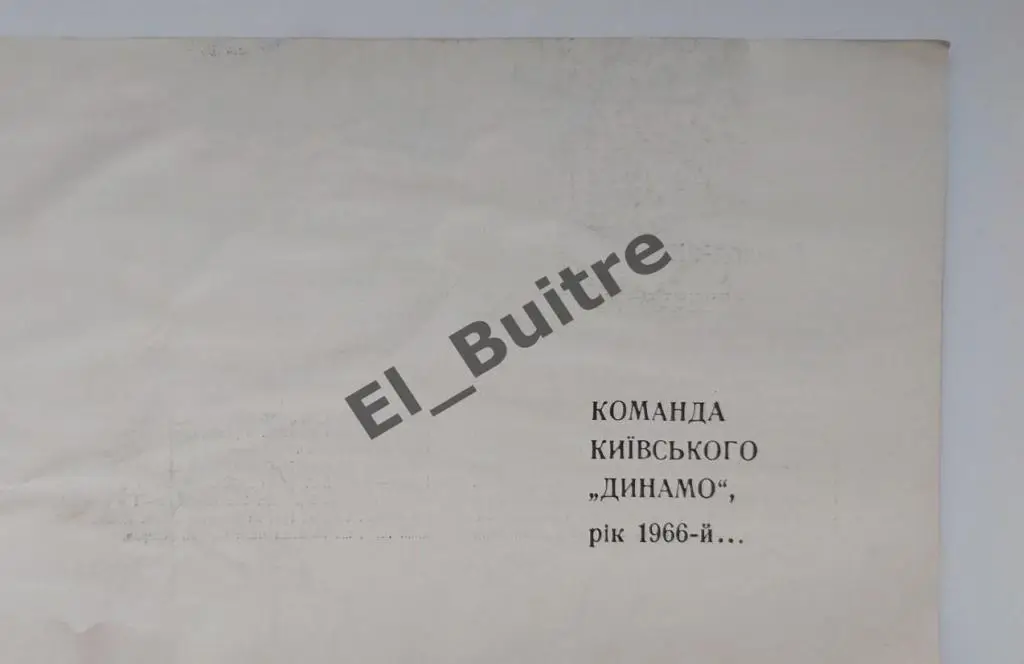 El_Buitre
КОМАНДА
КИЇВСЬКОГО
„ДИНАМО“,
рік 1966-й...